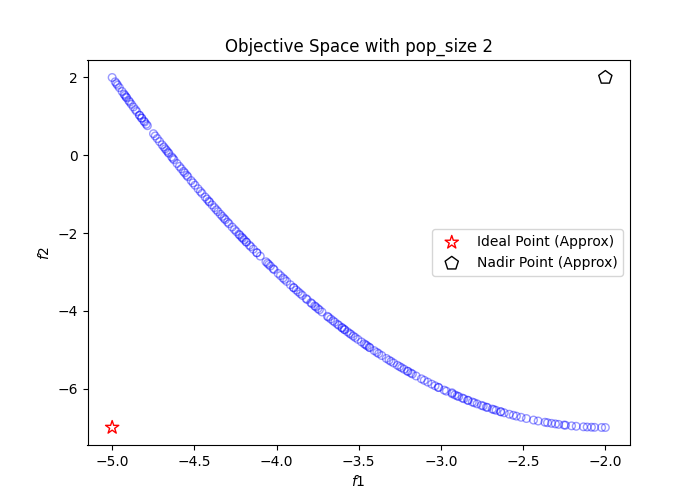 Objective Space with pop_size 2
2
0
−2
−4
−6
f2
Ideal Point (Approx)
Nadir Point (Approx)
−5.0 −4.5 −4.0 −3.5 −3.0 −2.5 −2.0
f1